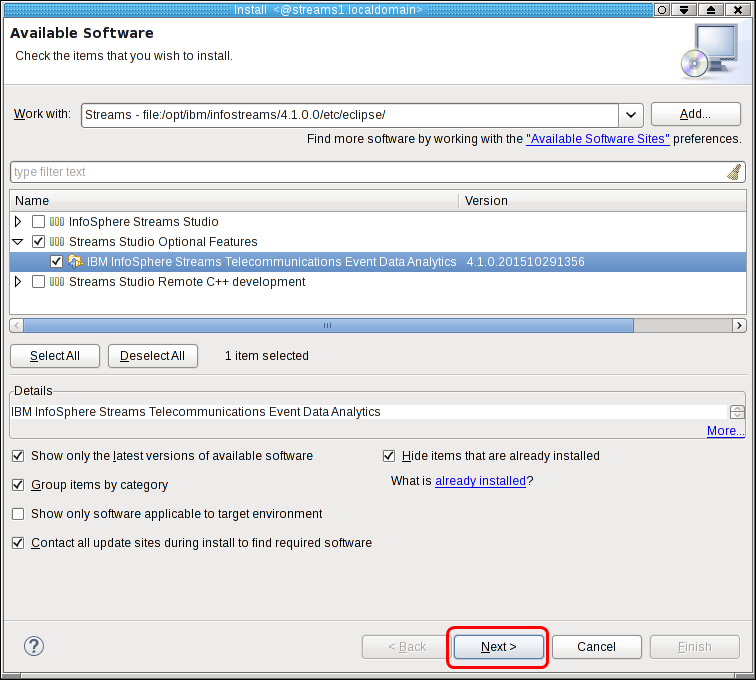 Install <@streams1.localdomain>
Available Software
Check the items that you wish to install.
Work with: Streams - file:/opt/ibm/infostreams/4.1.0.0/etc/eclipse/ Add...
Find more software by working with the "Available Software Sites" preferences.
type filter text
Name Version
InfoSphere Streams Studio
Streams Studio Optional Features
IBM InfoSphere Streams Telecommunications Event Data Analytics 4.1.0.201510291356
Streams Studio Remote C++ development
Select All Deselect All 1 item selected
Details
IBM InfoSphere Streams Telecommunications Event Data Analytics
More...
Show only the latest versions of available software Hide items that are already installed
Group items by category What is already installed?
Show only software applicable to target environment
Contact all update sites during install to find required software
? < Back Next > Cancel Finish